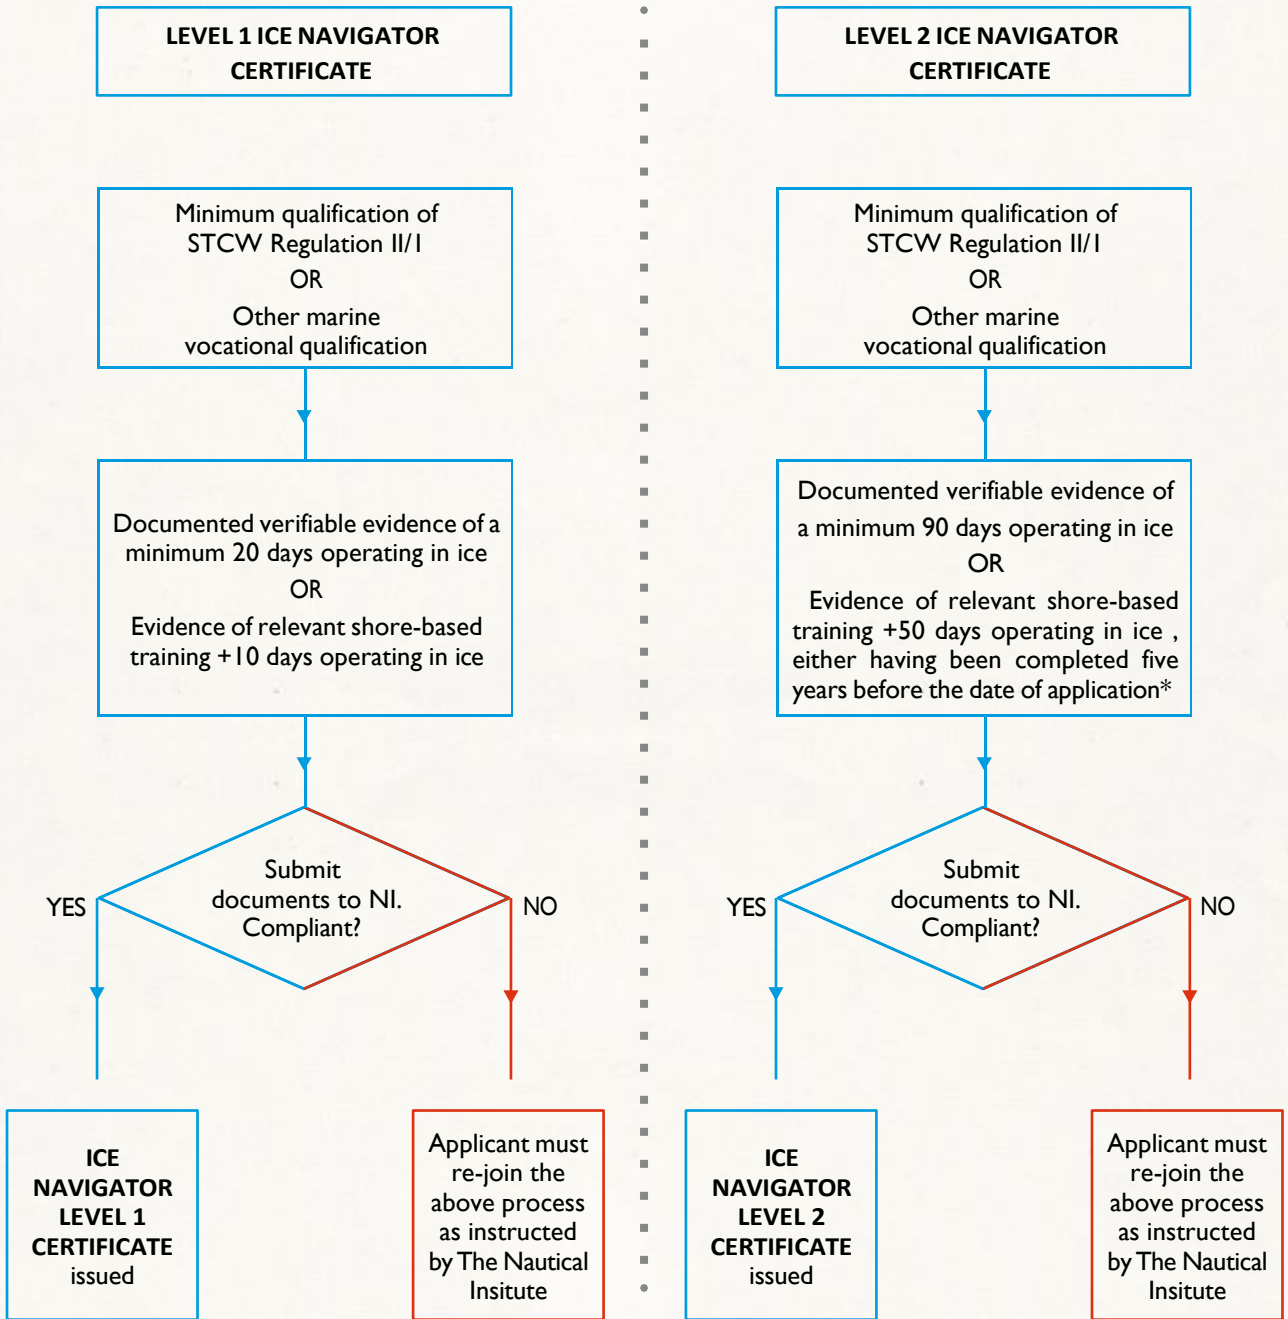 LEVEL 1 ICE NAVIGATOR
CERTIFICATE
Minimum qualification of
STCW Regulation II/1
OR
Other marine
vocational qualification
Documented verifiable evidence of a
minimum 20 days operating in ice
OR
Evidence of relevant shore-based
training +10 days operating in ice
Submit
documents to NI.
Compliant?
YES
NO
ICE
NAVIGATOR
LEVEL 1
CERTIFICATE
issued
Applicant must
re-join the
above process
as instructed
by The Nautical
Insitute
LEVEL 2 ICE NAVIGATOR
CERTIFICATE
Minimum qualification of
STCW Regulation II/1
OR
Other marine
vocational qualification
Documented verifiable evidence of
a minimum 90 days operating in ice
OR
Evidence of relevant shore-based
training +50 days operating in ice ,
either having been completed five
years before the date of application*
Submit
documents to NI.
Compliant?
YES
NO
ICE
NAVIGATOR
LEVEL 2
CERTIFICATE
issued
Applicant must
re-join the
above process
as instructed
by The Nautical
Insitute